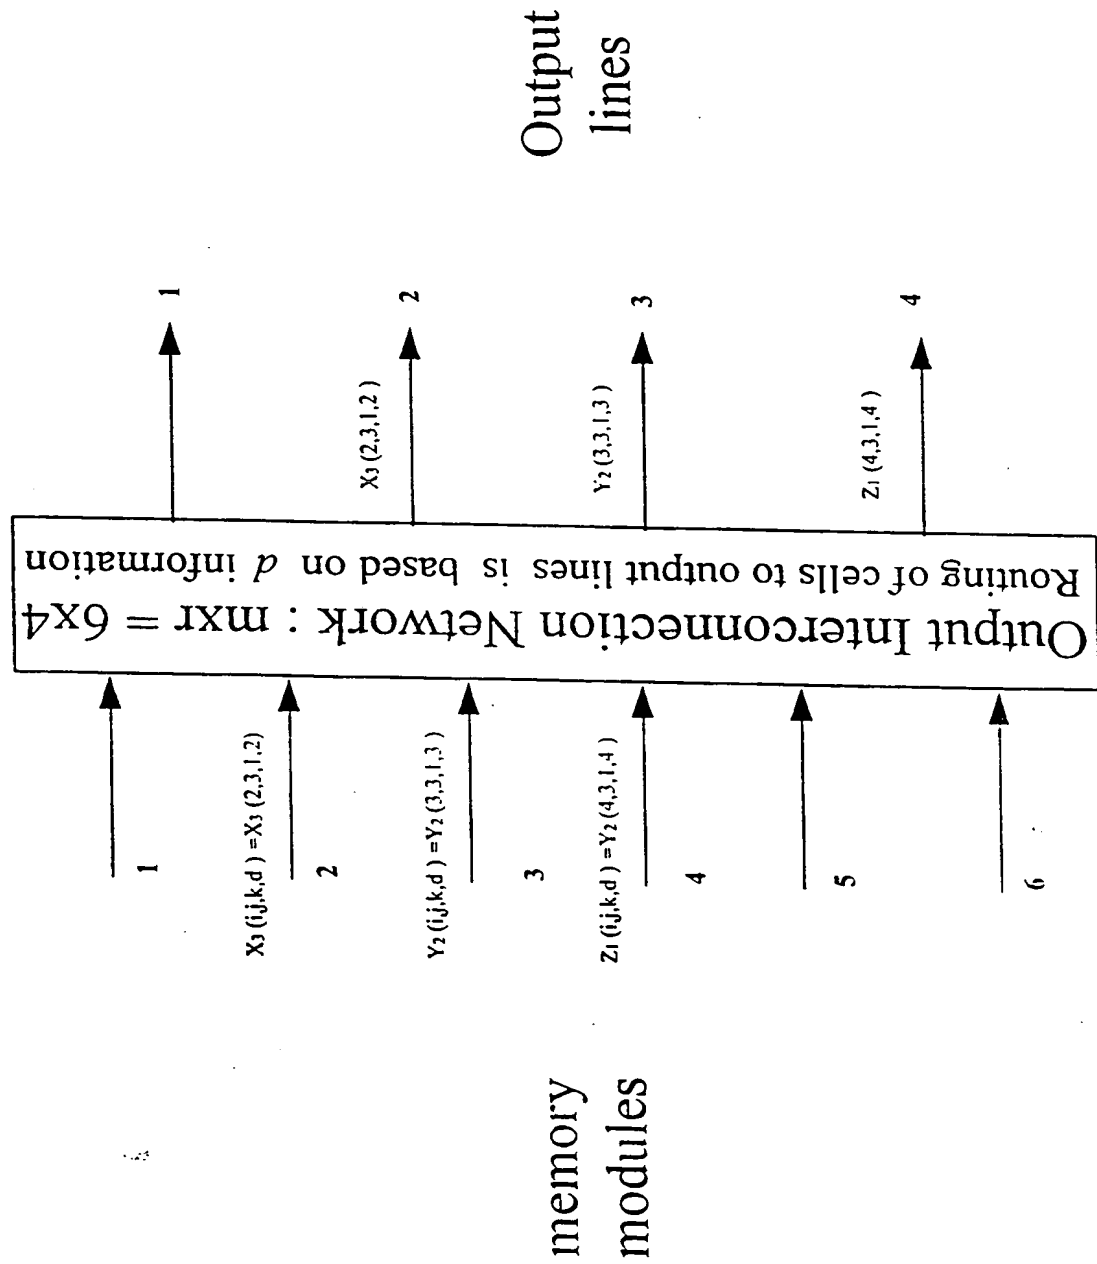 memory
modules
1
X3 (i,j,k,d ) =X3 (2,3,1,2)
2
Y2 (i,j,k,d ) =Y2 (3,3,1,3 )
3
Z1 (i,j,k,d ) =Y2 (4,3,1,4 )
4
5
6
Output Interconnection Network : mxr = 6x4
Routing of cells to output lines is based on d information
1
X3 (2,3,1,2 )
2
Y2 (3,3,1,3 )
3
Z1 (4,3,1,4 )
4
Output
lines